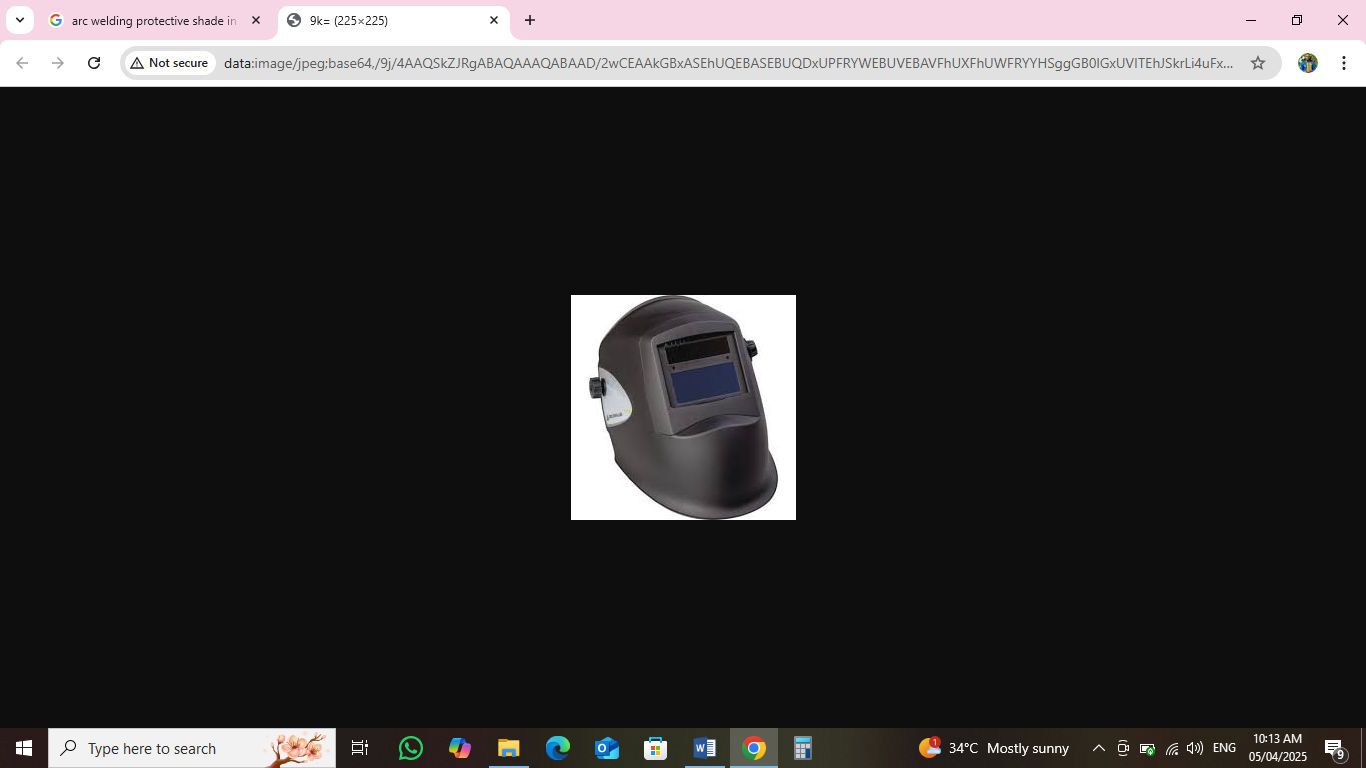 arc welding protective shade in
9k= (225×225)
Not secure
data:image/jpeg;base64,/9j/4AAQSkZJRgABAQAAAQABAAD/2wCEAAkGBxASEhUQEBASEBUQDxUPFRYWEBUVEBAVFhUXFhUWFRYYHSggGB0lGxUVITEhJSkrLi4uFx...
Type here to search
1
34°C Mostly sunny
ENG
10:13 AM
05/04/2025
9